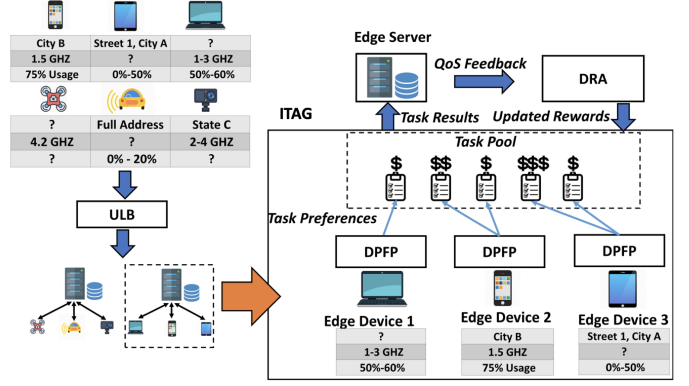 City B Street 1, City A ?
1.5 GHZ ? 1-3 GHZ
75% Usage 0%-50% 50%-60%
? Full Address State C
4.2 GHZ ? 2-4 GHZ
? 0% - 20% ?
ULB
Edge Server
QoS Feedback
DRA
ITAG
Task Results
Updated Rewards
Task Pool
$ $$ $ $$$ $
Task Preferences
DPFP DPFP DPFP
Edge Device 1 Edge Device 2 Edge Device 3
? City B Street 1, City A
1-3 GHZ 1.5 GHZ ?
50%-60% 75% Usage 0%-50%